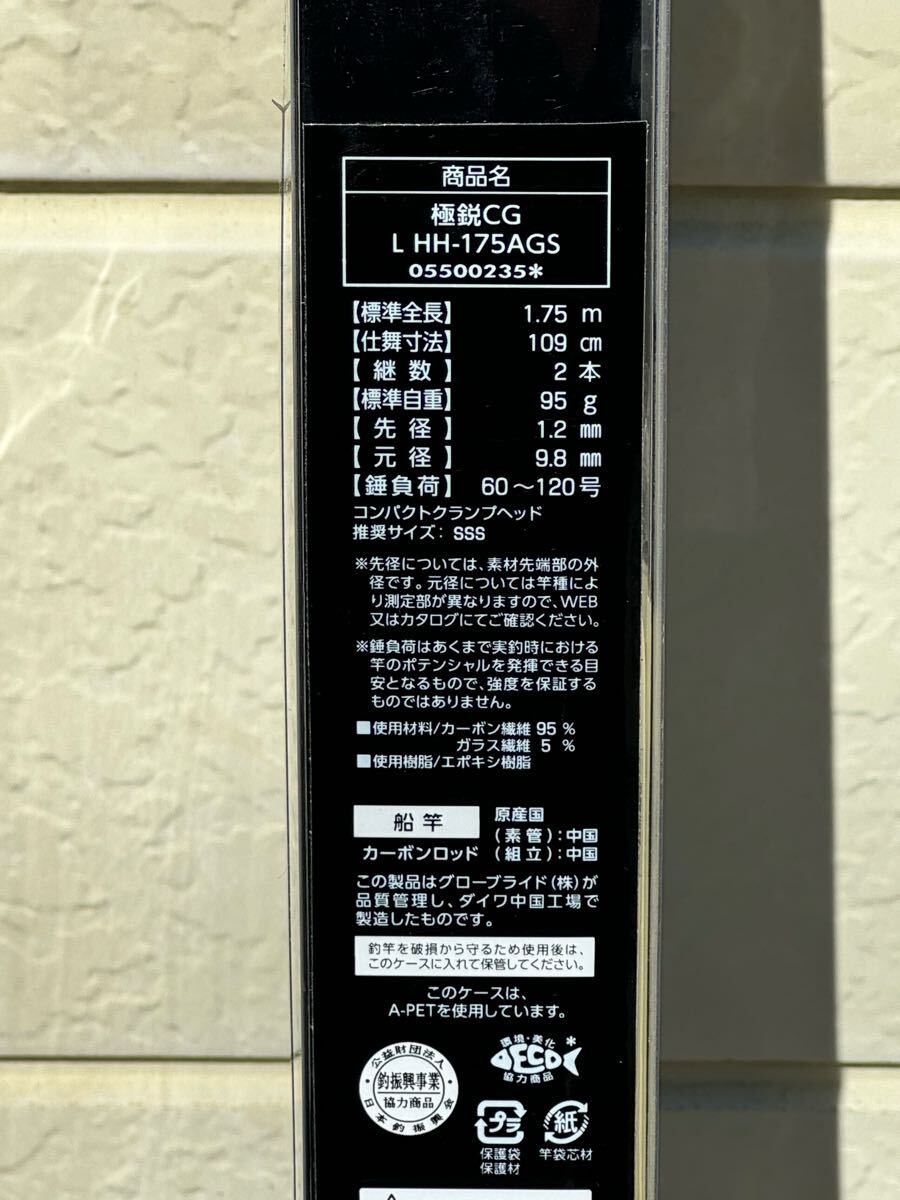 商品名
極鋭CG
L HH-175AGS
05500235*
【標準全長】 1.75 m
【仕舞寸法】 109 cm
【継数】 2 本
【標準自重】 95 g
【先径】 1.2 mm
【元径】 9.8 mm
【錘負荷】 60～120号
コンパクトクランプヘッド
推奨サイズ: SSS
※先径については、素材先端部の外
径です。元径については竿種によ
り測定部が異なりますので、WEB
又はカタログにてご確認ください。
※錘負荷はあくまで実釣時における
竿のポテンシャルを発揮できる目
安となるもので、強度を保証する
ものではありません。
■使用材料/カーボン繊維 95 %
ガラス繊維 5 %
■使用樹脂/エポキシ樹脂
船竿
カーボンロッド
原産国
(素管):中国
(組立):中国
この製品はグローブライド(株)が
品質管理し、ダイワ中国工場で
製造したものです。
釣竿を破損から守るため使用後は、
このケースに入れて保管してください。
このケースは、
A-PETを使用しています。
公益財団法人
釣振興事業
協力商品
日本釣振興会
環境・美化
ECO
協力商品
プラ
保護袋
保護材
紙
竿袋芯材